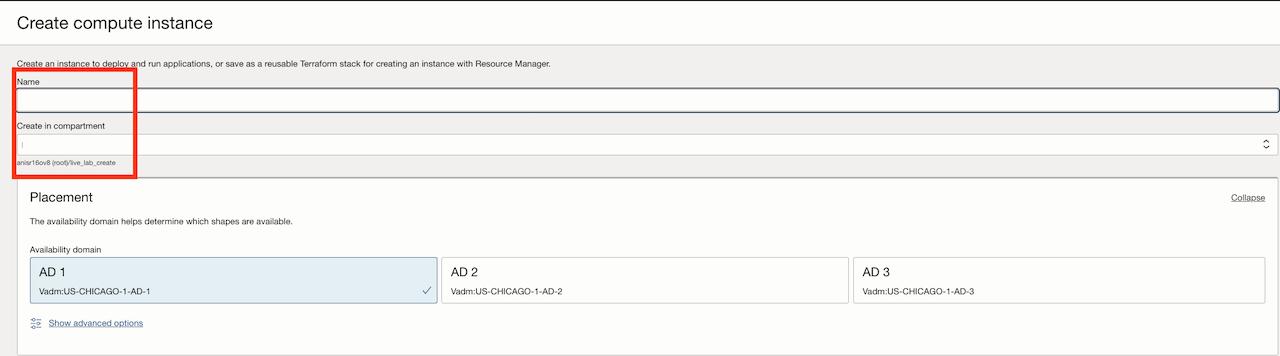 Create compute instance
Create an instance to deploy and run applications, or save as a reusable Terraform stack for creating an instance with Resource Manager.
Name
Create in compartment
anisr16ov8 (root)/live_lab_create
Placement
Collapse
The availability domain helps determine which shapes are available.
Availability domain
AD 1
Vadm:US-CHICAGO-1-AD-1
AD 2
Vadm:US-CHICAGO-1-AD-2
AD 3
Vadm:US-CHICAGO-1-AD-3
Show advanced options